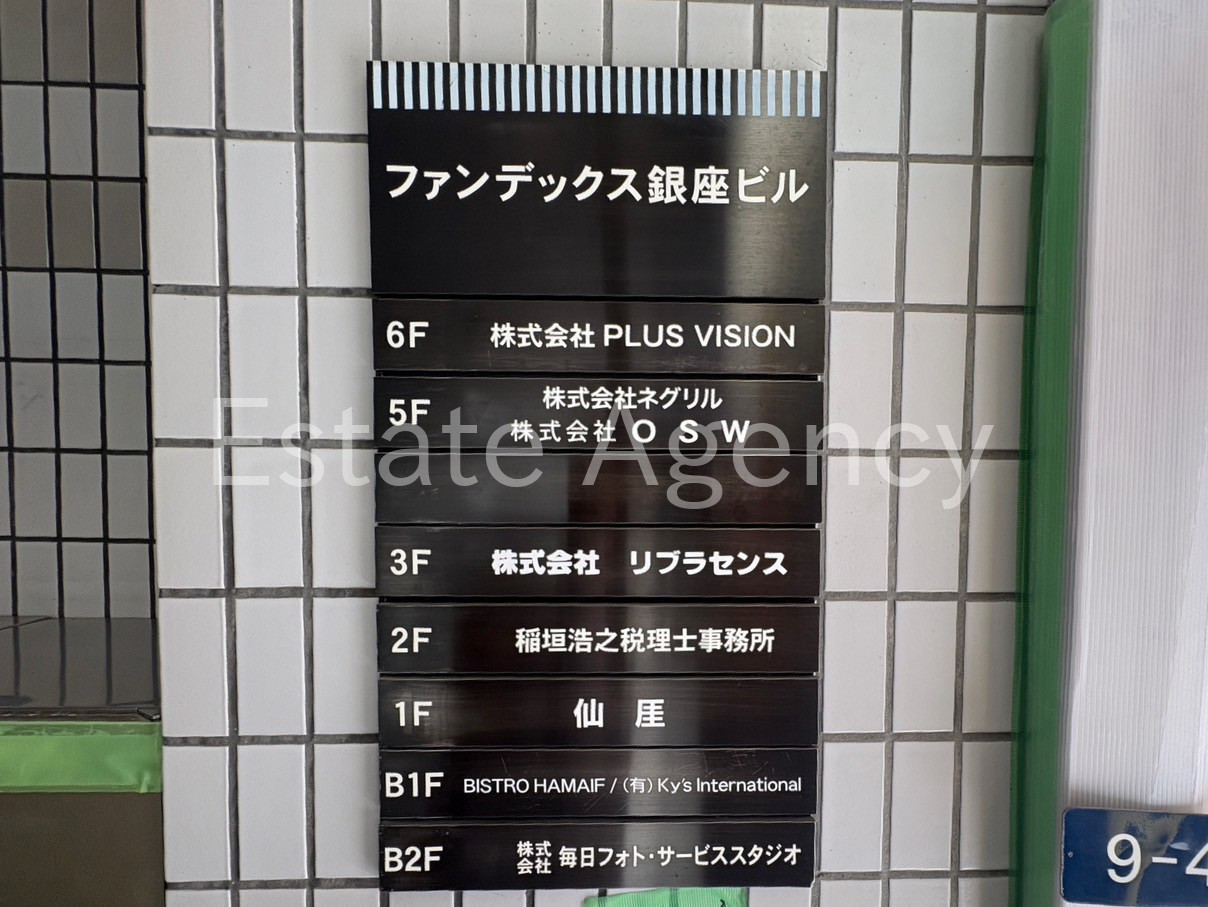 ファンデックス銀座ビル
6F 株式会社 PLUS VISION
5F 株式会社ネグリル
株式会社 O S W
Estate Agency
3F 株式会社 リブラセンス
2F 稲垣浩之税理士事務所
1F 仙厓
B1F BISTRO HAMAIF / (有) Ky's International
B2F 株式会社 毎日フォト・サービススタジオ
9-4